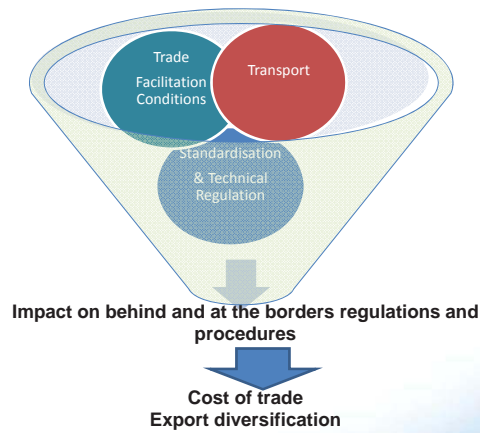 Trade
Facilitation
Conditions
Transport
Standardisation
& Technical
Regulation
Impact on behind and at the borders regulations and
procedures
Cost of trade
Export diversification